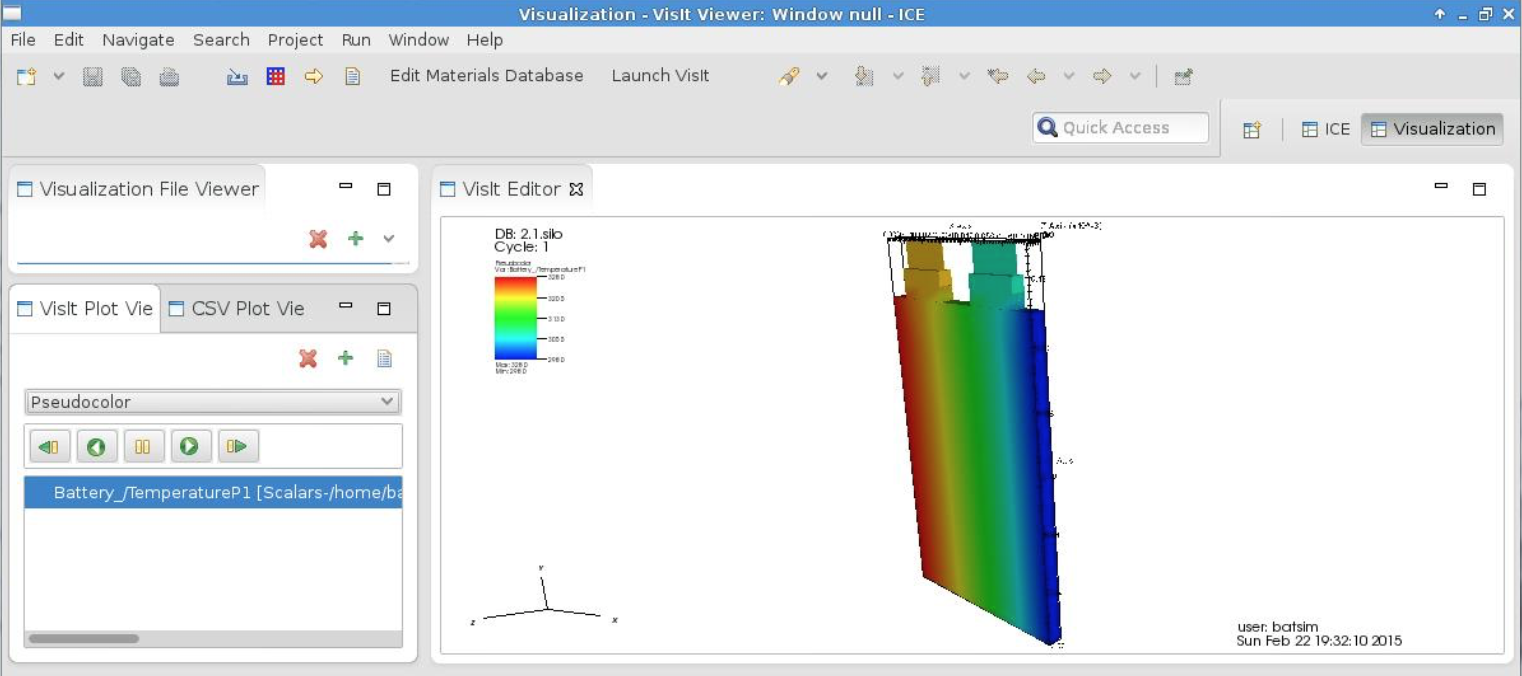 Visualization - VisIt Viewer: Window null - ICE
File Edit Navigate Search Project Run Window Help
Edit Materials Database Launch VisIt
Quick Access
ICE Visualization
Visualization File Viewer
VisIt Plot Vie CSV Plot Vie
Pseudocolor
Battery_/TemperatureP1 [Scalars-/home/ba
VisIt Editor
DB: 2.1.silo
Cycle: 1
Pseudocolor
Var: Battery_/TemperatureP1
328.0
320.5
313.0
305.5
298.0
Max: 328.0
Min: 298.0
Y
Z
X
user: batsim
Sun Feb 22 19:32:10 2015